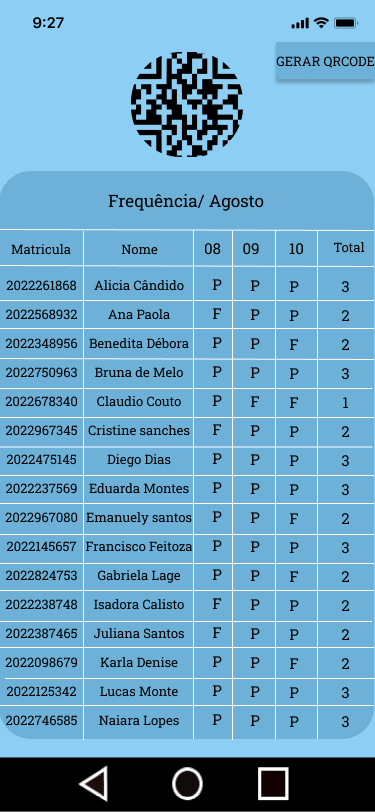 9:27
GERAR QRCODE
Frequência/ Agosto
Matricula Nome 08 09 10 Total
2022261868 Alicia Cândido P P P 3
2022568932 Ana Paola F P P 2
2022348956 Benedita Débora P P F 2
2022750963 Bruna de Melo P P P 3
2022678340 Claudio Couto P F F 1
2022967345 Cristine sanches F P P 2
2022475145 Diego Dias P P P 3
2022237569 Eduarda Montes P P P 3
2022967080 Emanuely santos P P F 2
2022145657 Francisco Feitoza P P P 3
2022824753 Gabriela Lage P P F 2
2022238748 Isadora Calisto F P P 2
2022387465 Juliana Santos F P P 2
2022098679 Karla Denise P P F 2
2022125342 Lucas Monte P P P 3
2022746585 Naiara Lopes P P P 3